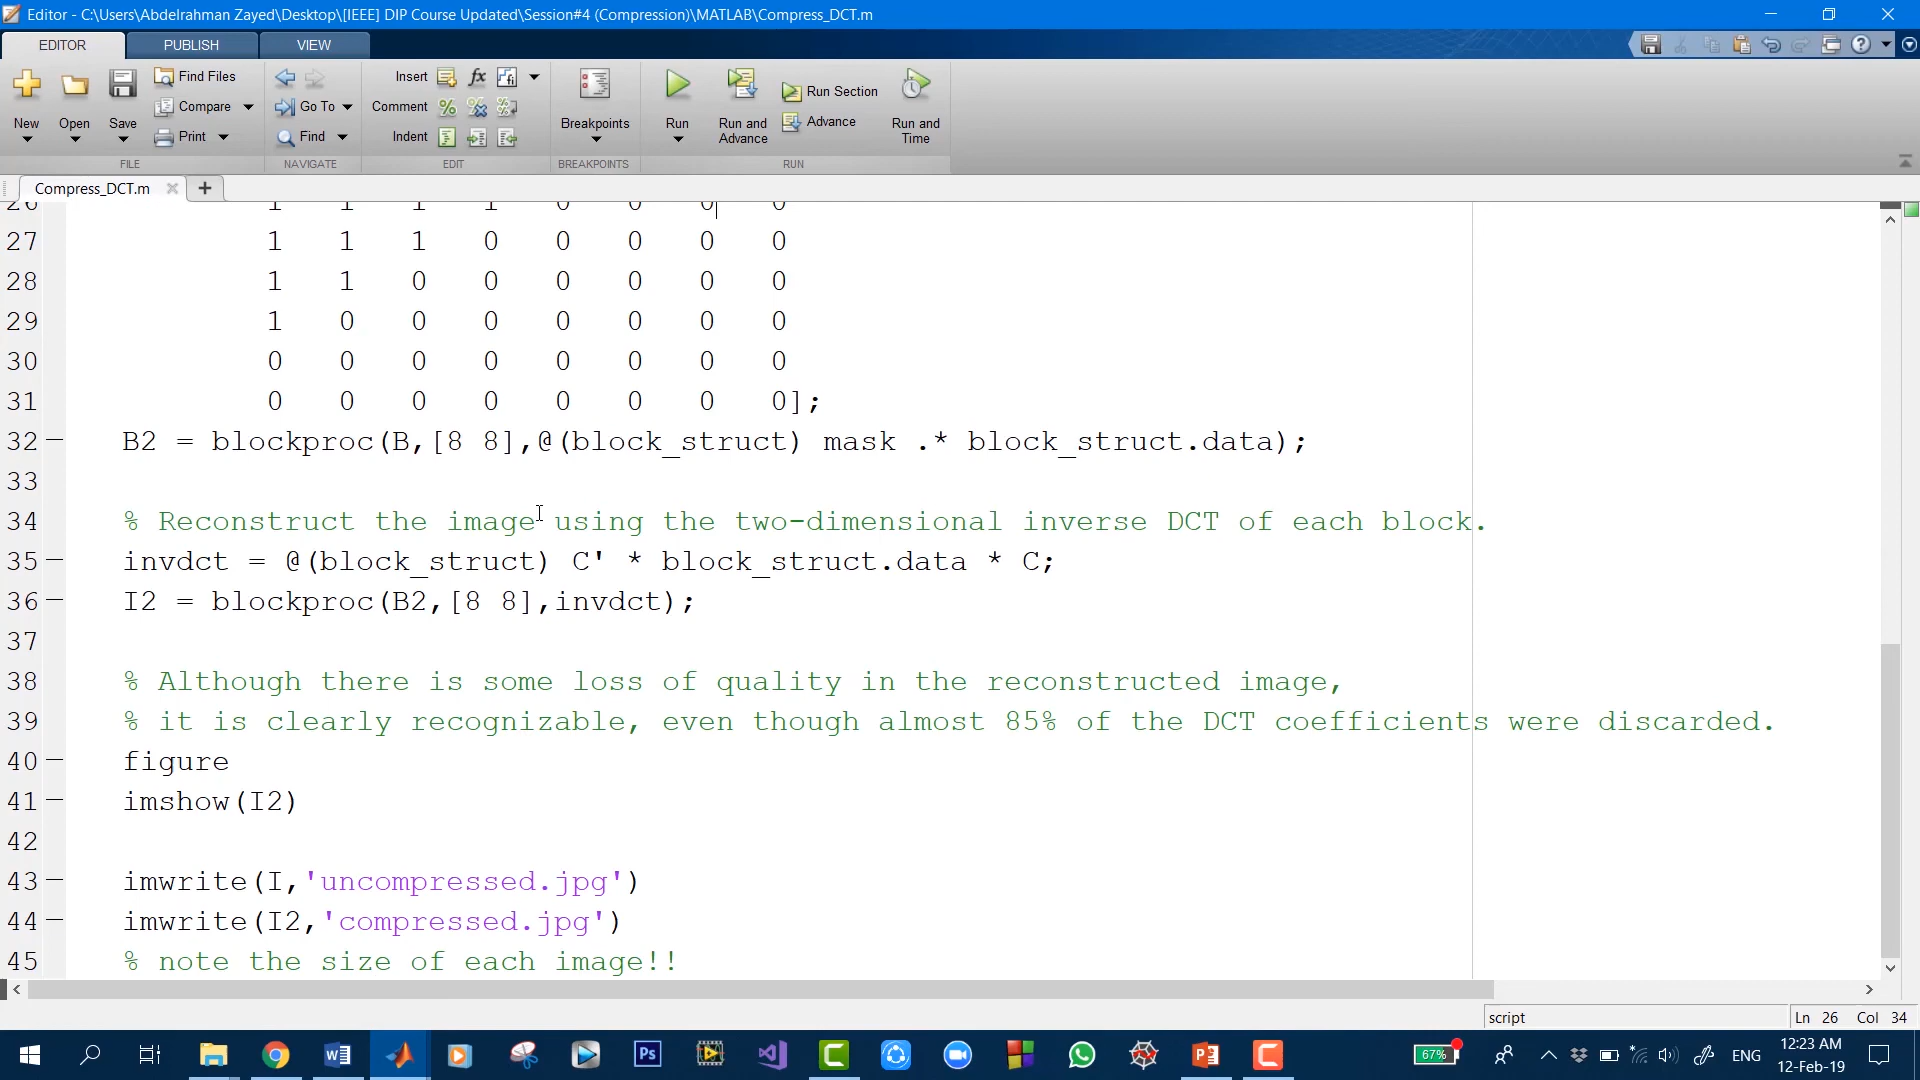 Editor - C:\Users\Abdelrahman Zayed\Desktop\[IEEE] DIP Course Updated\Session#4 (Compression)\MATLAB\Compress_DCT.m
EDITOR PUBLISH VIEW
New Open Save Find Files Compare Print
Go To Find
Insert Comment Indent
Breakpoints
Run Run and Advance Run Section Advance Run and Time
FILE NAVIGATE EDIT BREAKPOINTS RUN
Compress_DCT.m
26 1 1 1 1 0 0 0 0
27 1 1 1 0 0 0 0 0
28 1 1 0 0 0 0 0 0
29 1 0 0 0 0 0 0 0
30 0 0 0 0 0 0 0 0
31 0 0 0 0 0 0 0 0];
32 B2 = blockproc(B,[8 8],@(block_struct) mask .* block_struct.data);
33
34 % Reconstruct the image using the two-dimensional inverse DCT of each block.
35 invdct = @(block_struct) C' * block_struct.data * C;
36 I2 = blockproc(B2,[8 8],invdct);
37
38 % Although there is some loss of quality in the reconstructed image,
39 % it is clearly recognizable, even though almost 85% of the DCT coefficients were discarded.
40 figure
41 imshow(I2)
42
43 imwrite(I,'uncompressed.jpg')
44 imwrite(I2,'compressed.jpg')
45 % note the size of each image!!
script Ln 26 Col 34
67% ENG 12:23 AM
12-Feb-19